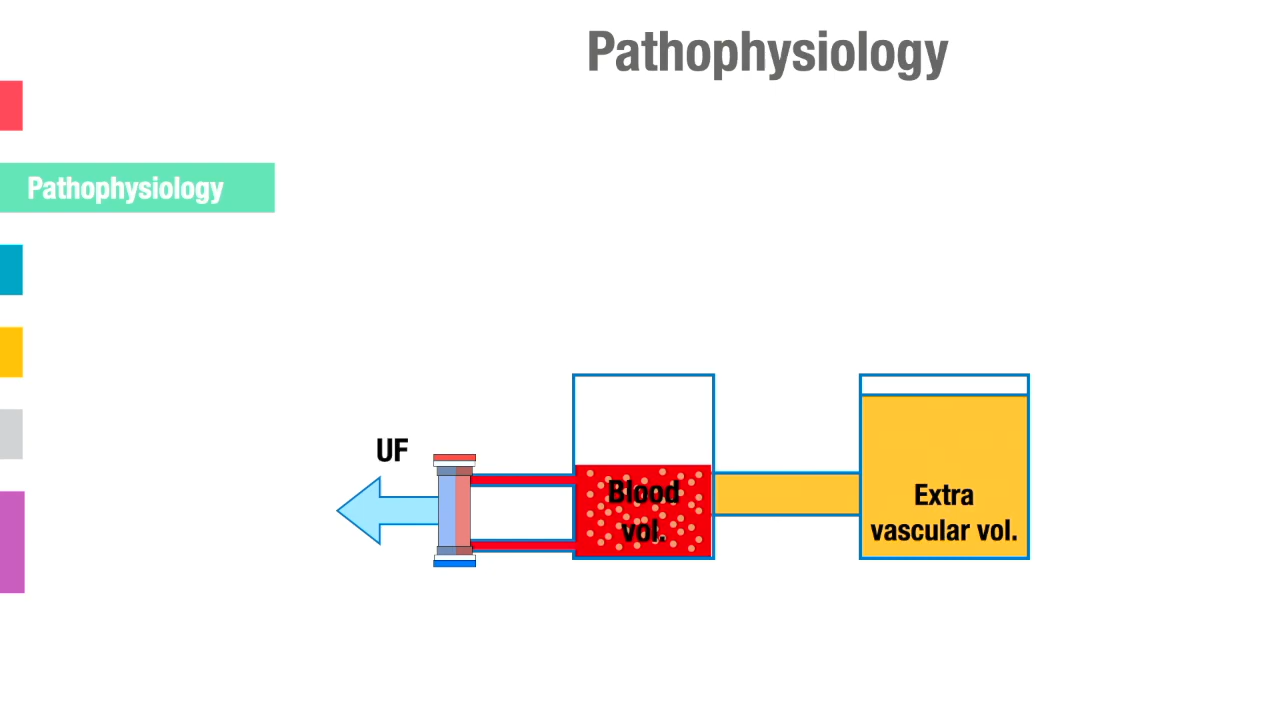 Pathophysiology
Pathophysiology
UF
Blood
vol.
Extra
vascular vol.